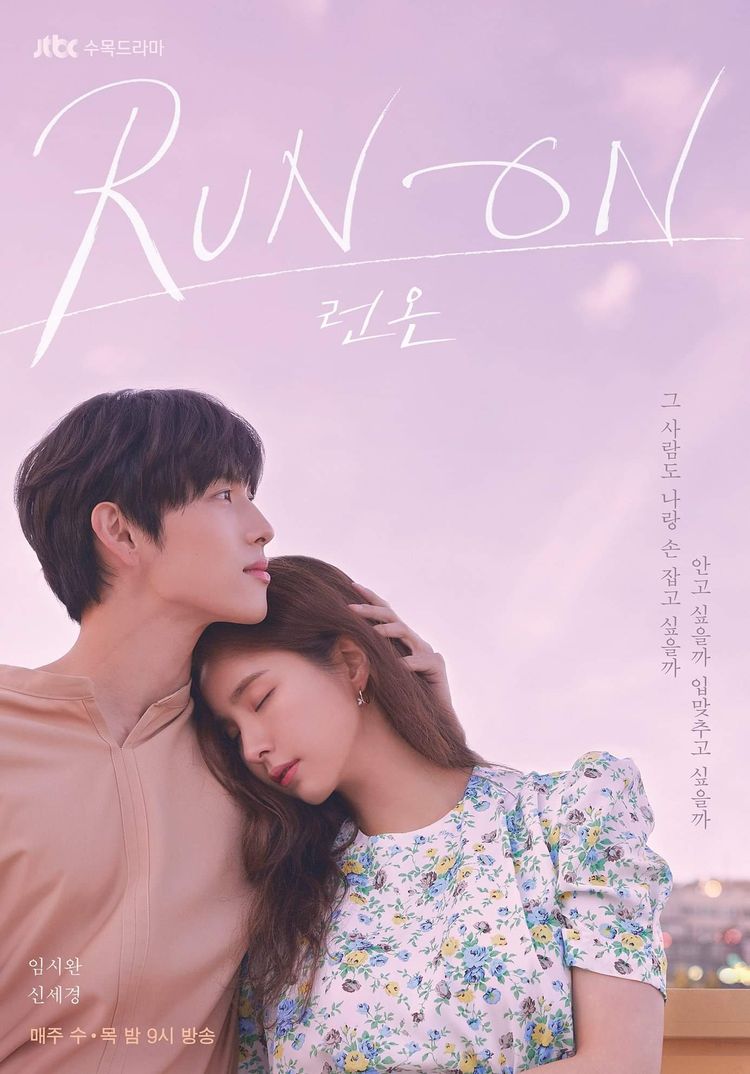 jtbc 수목드라마
RUN ON
런온
그 사람도 나랑 손 잡고 싶을까
안고 싶을까 입맞추고 싶을까
임시완
신세경
매주 수•목 밤 9시 방송